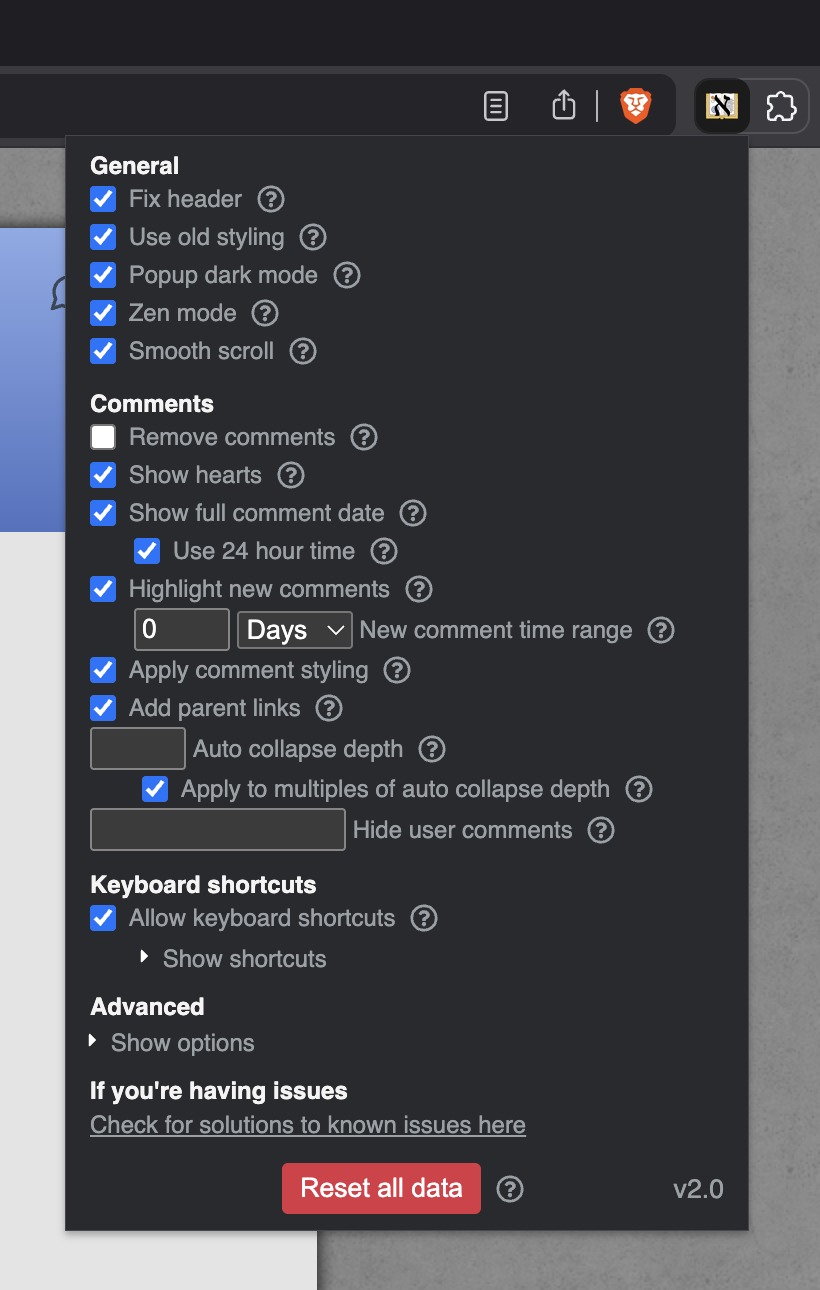 General
Fix header ?
Use old styling ?
Popup dark mode ?
Zen mode ?
Smooth scroll ?
Comments
Remove comments ?
Show hearts ?
Show full comment date ?
Use 24 hour time ?
Highlight new comments ?
0 Days New comment time range ?
Apply comment styling ?
Add parent links ?
Auto collapse depth ?
Apply to multiples of auto collapse depth ?
Hide user comments ?
Keyboard shortcuts
Allow keyboard shortcuts ?
Show shortcuts
Advanced
Show options
If you're having issues
Check for solutions to known issues here
Reset all data ? v2.0